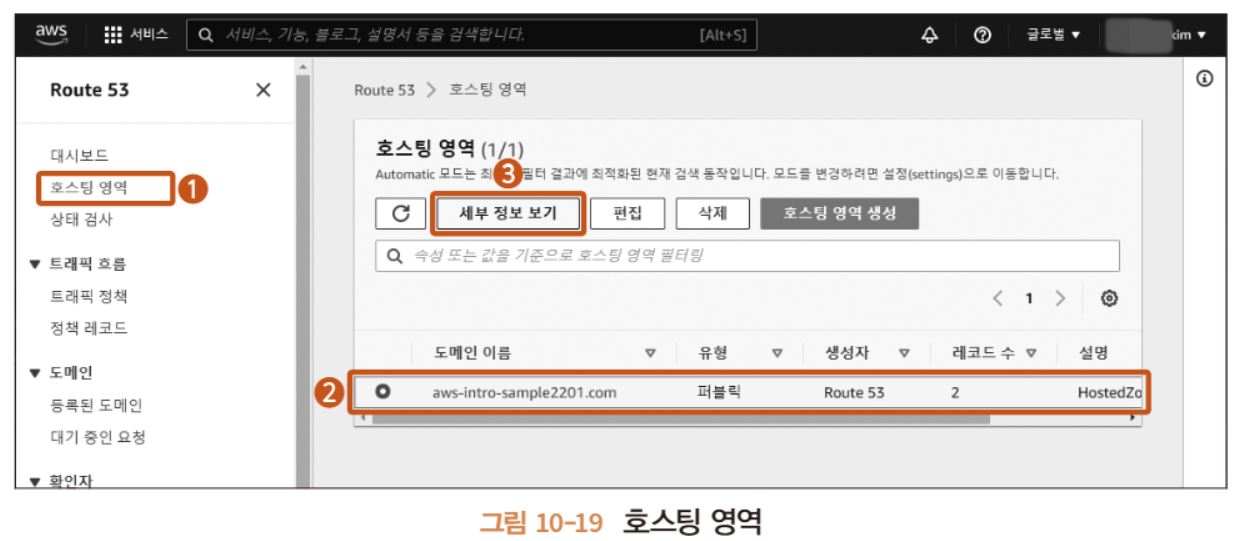 aws 서비스 서비스, 기능, 블로그, 설명서 등을 검색합니다. [Alt+S] 글로벌 ▼ kim ▼
Route 53 ×
대시보드
호스팅 영역 1
상태 검사
▼ 트래픽 흐름
트래픽 정책
정책 레코드
▼ 도메인
등록된 도메인
대기 중인 요청
▼ 확인자
Route 53 > 호스팅 영역
호스팅 영역 (1/1)
3
Automatic 모드는 최 필터 결과에 최적화된 현재 검색 동작입니다. 모드를 변경하려면 설정(settings)으로 이동합니다.
세부 정보 보기 편집 삭제 호스팅 영역 생성
속성 또는 값을 기준으로 호스팅 영역 필터링
< 1 >
도메인 이름 유형 생성자 레코드 수 설명
2 aws-intro-sample2201.com 퍼블릭 Route 53 2 HostedZo
그림 10-19 호스팅 영역